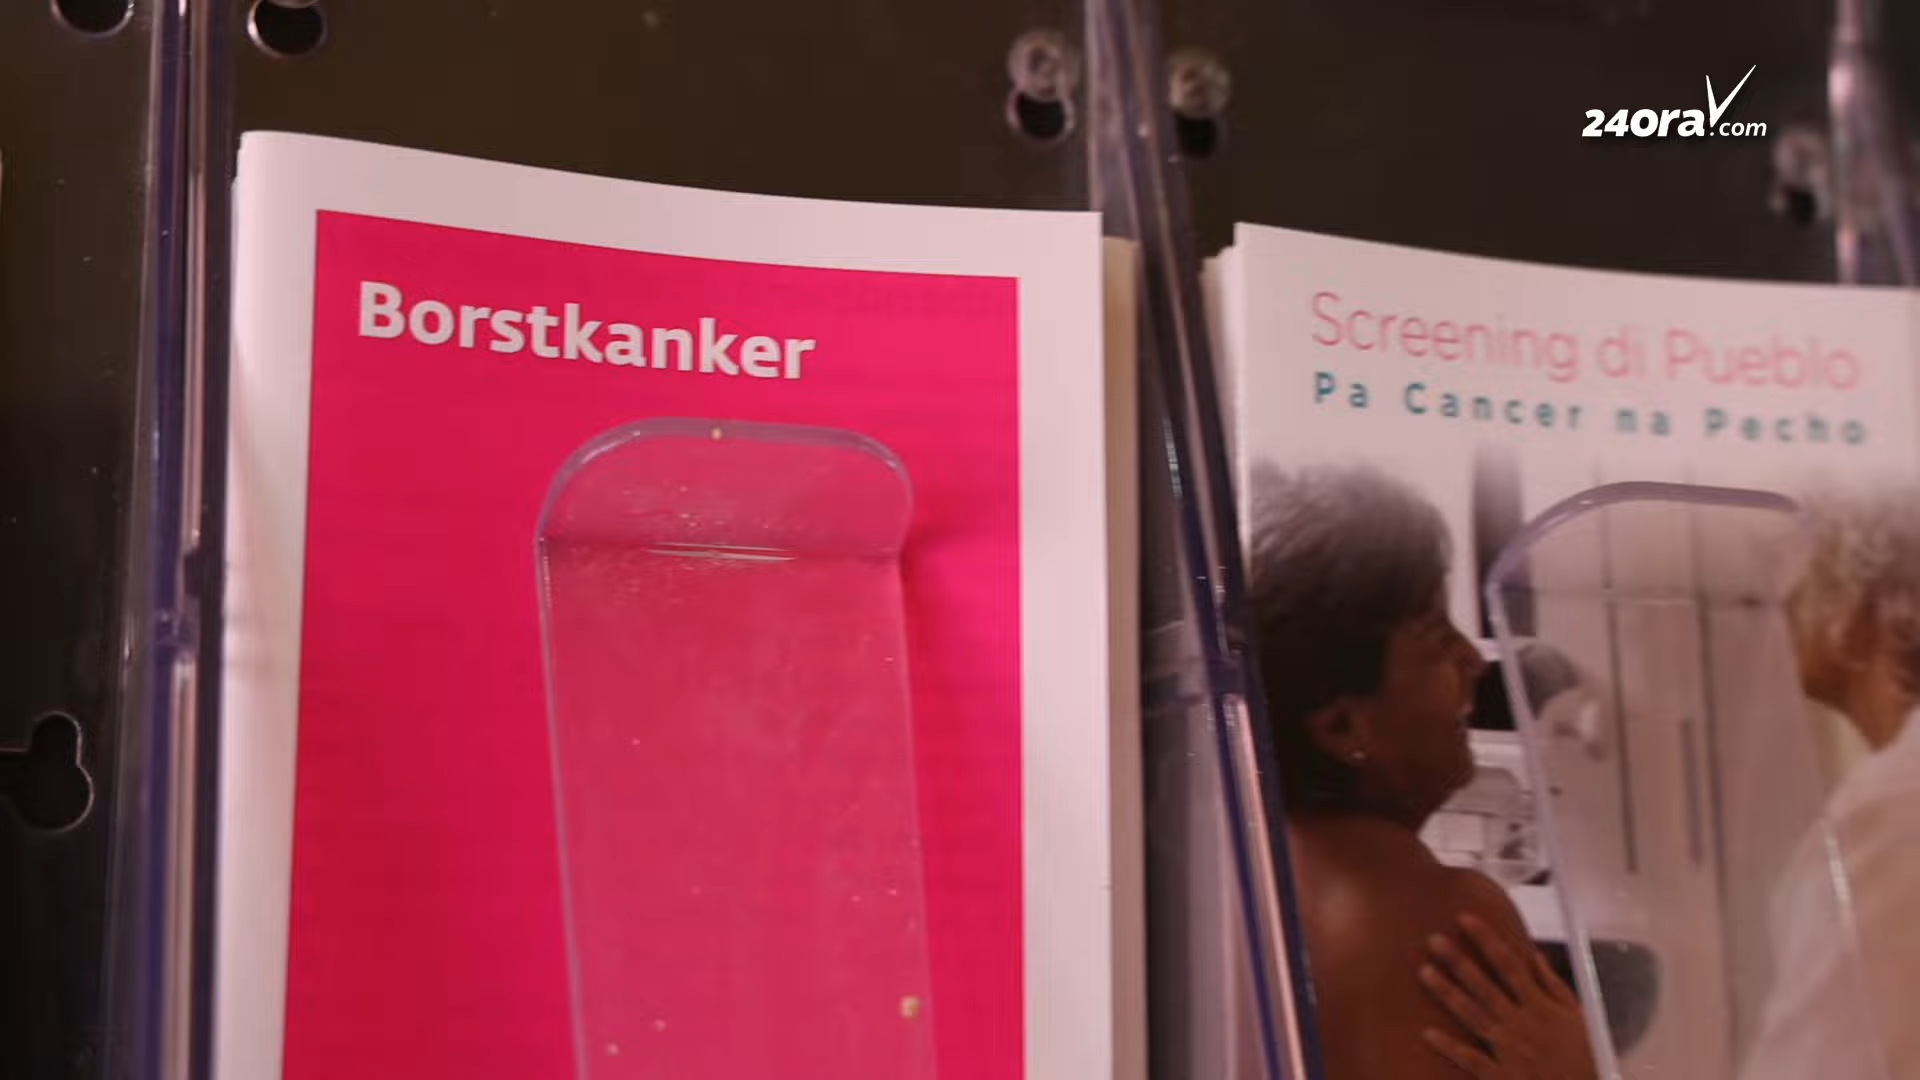 24ora.com
Borstkanker
Screening di Pueblo
Pa Cancer na Pecho